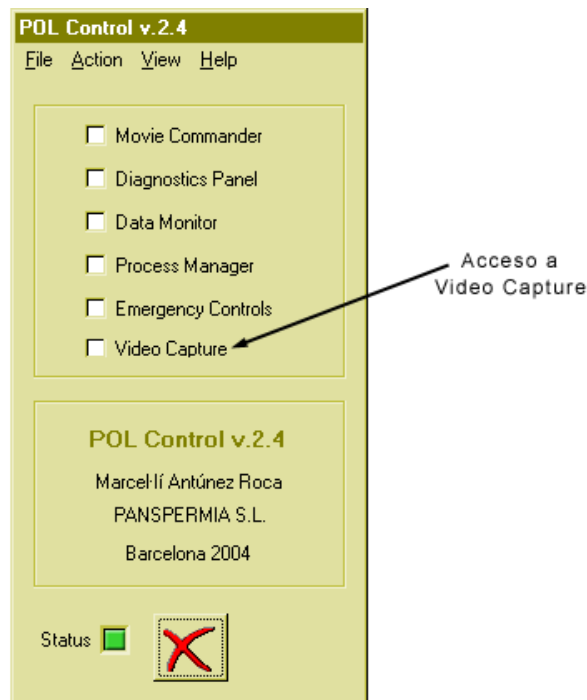 POL Control v.2.4
File Action View Help
Movie Commander
Diagnostics Panel
Data Monitor
Process Manager
Emergency Controls
Video Capture
Acceso a
Video Capture
POL Control v.2.4
Marcel·lí Antúnez Roca
PANSPERMIA S.L.
Barcelona 2004
Status